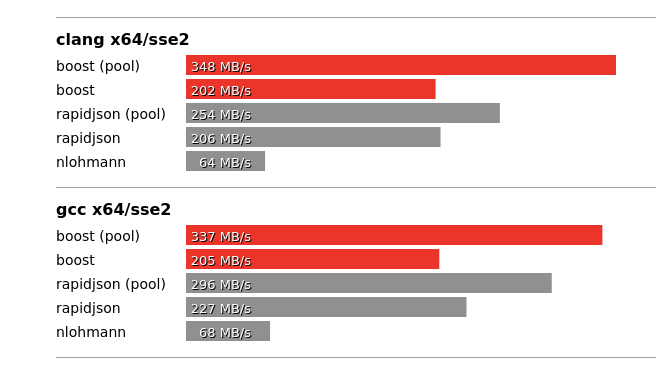 clang x64/sse2
boost (pool) 348 MB/s
boost 202 MB/s
rapidjson (pool) 254 MB/s
rapidjson 206 MB/s
nlohmann 64 MB/s
gcc x64/sse2
boost (pool) 337 MB/s
boost 205 MB/s
rapidjson (pool) 296 MB/s
rapidjson 227 MB/s
nlohmann 68 MB/s